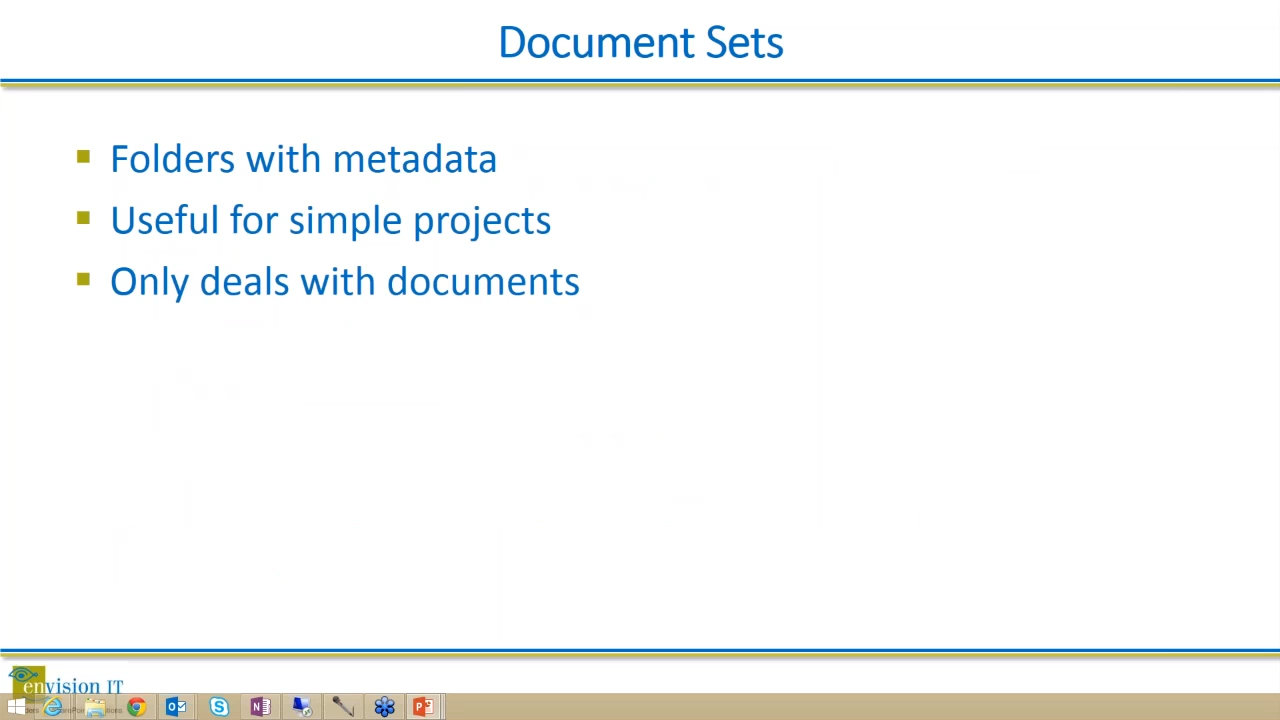 Document Sets
Folders with metadata
Useful for simple projects
Only deals with documents
envision IT